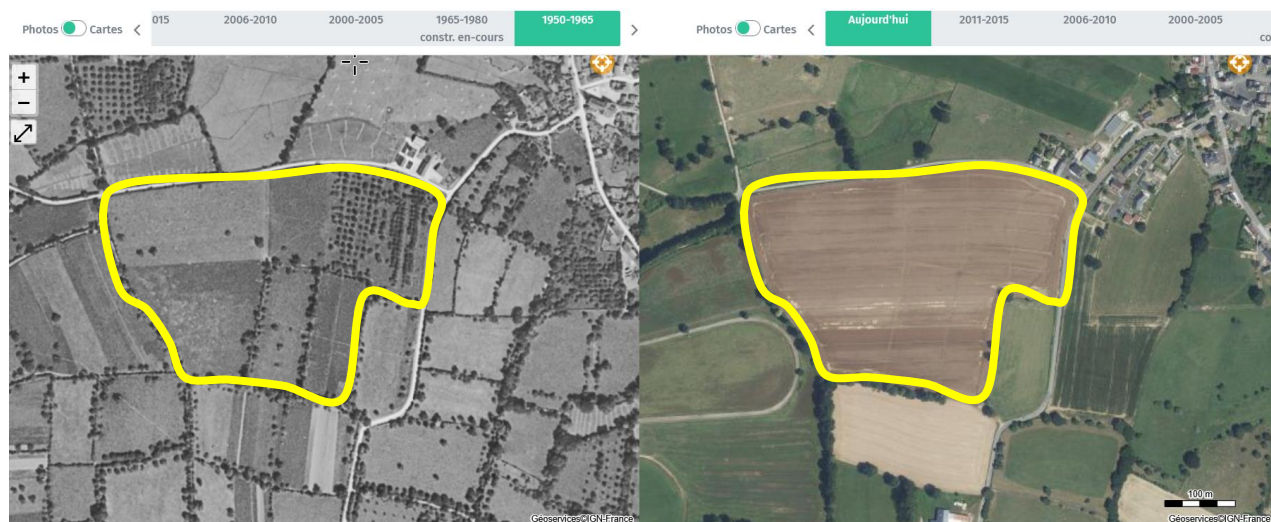 Photos Cartes < 015 2006-2010 2000-2005 1965-1980 1950-1965 >
constr. en-cours
Photos Cartes < Aujourd'hui 2011-2015 2006-2010 2000-2005
co
+
−
100 m
Géoservices©IGN-France
Géoservices©IGN-France